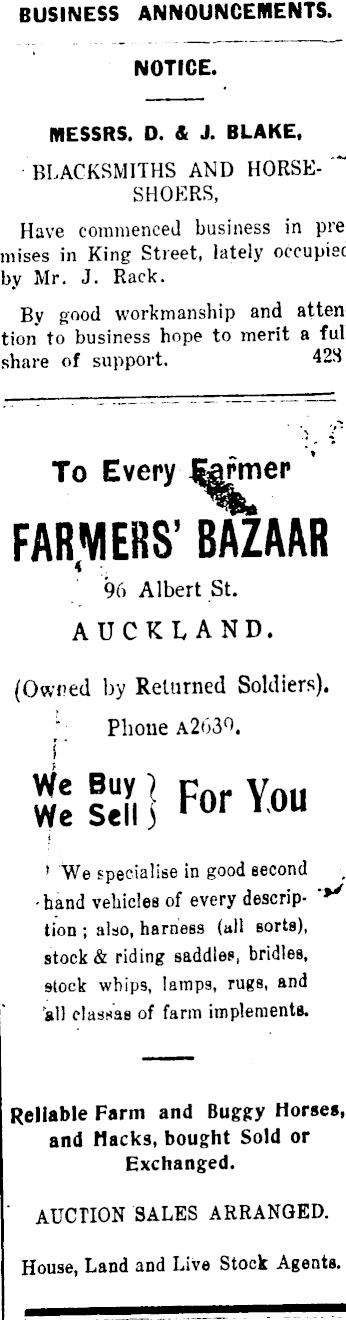 BUSINESS ANNOUNCEMENTS.
NOTICE.
MESSRS. D. & J. BLAKE,
BLACKSMITHS AND HORSE-
SHOERS,
Have commenced business in pre
mises in King Street, lately occupied
by Mr. J. Rack.
By good workmanship and atten
tion to business hope to merit a ful
share of support. 428
To Every Farmer
FARMERS' BAZAAR
96 Albert St.
AUCKLAND.
(Owned by Returned Soldiers).
Phone A2639.
We Buy } For You
We Sell }
We specialise in good second
hand vehicles of every descrip-
tion; also, harness (all sorts),
stock & riding saddles, bridles,
stock whips, lamps, rugs, and
all classas of farm implements.
Reliable Farm and Buggy Horses,
and Hacks, bought Sold or
Exchanged.
AUCTION SALES ARRANGED.
House, Land and Live Stock Agents.